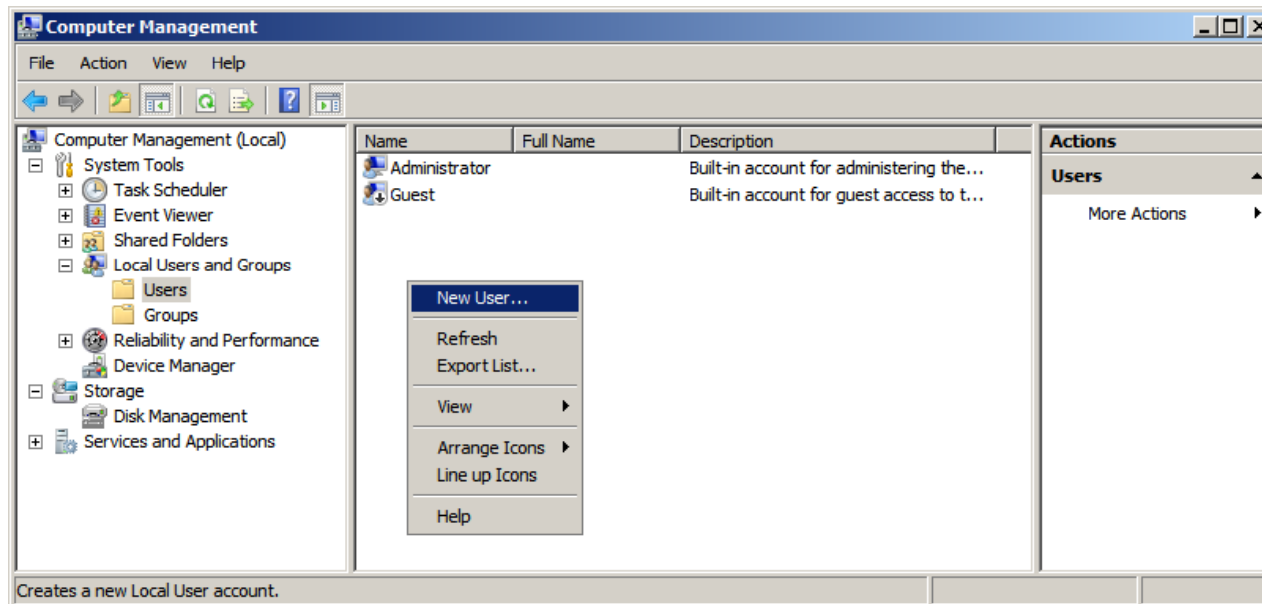 Computer Management
File Action View Help
Computer Management (Local)
System Tools
Task Scheduler
Event Viewer
Shared Folders
Local Users and Groups
Users
Groups
Reliability and Performance
Device Manager
Storage
Disk Management
Services and Applications
Name Full Name Description
Administrator Built-in account for administering the...
Guest Built-in account for guest access to t...
New User...
Refresh
Export List...
View
Arrange Icons
Line up Icons
Help
Actions
Users
More Actions
Creates a new Local User account.